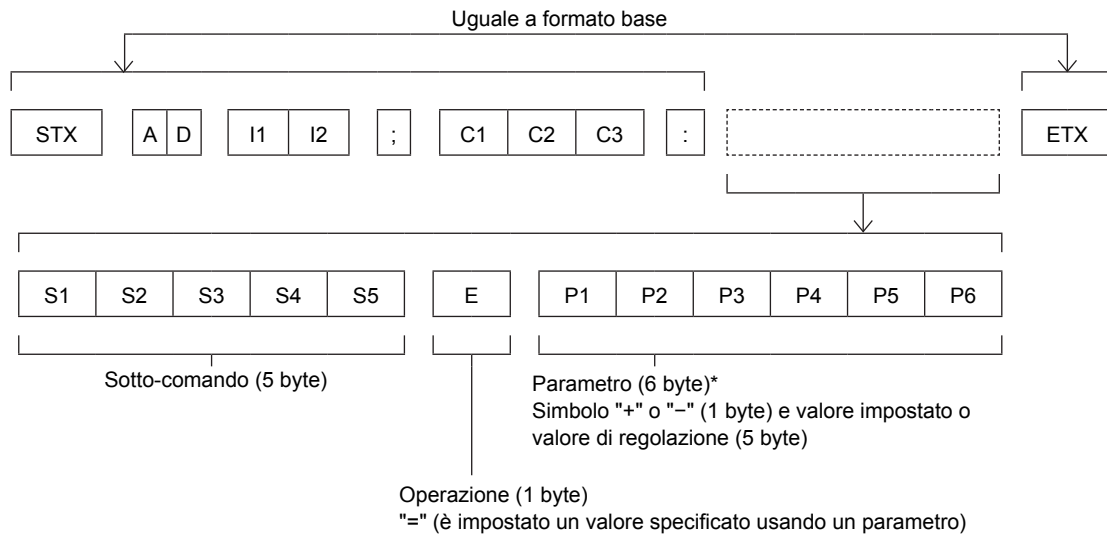 Uguale a formato base
STX A D I1 I2 ; C1 C2 C3 : ETX
S1 S2 S3 S4 S5 E P1 P2 P3 P4 P5 P6
Sotto-comando (5 byte)
Parametro (6 byte)*
Simbolo "+" o "−" (1 byte) e valore impostato o
valore di regolazione (5 byte)
Operazione (1 byte)
"=" (è impostato un valore specificato usando un parametro)